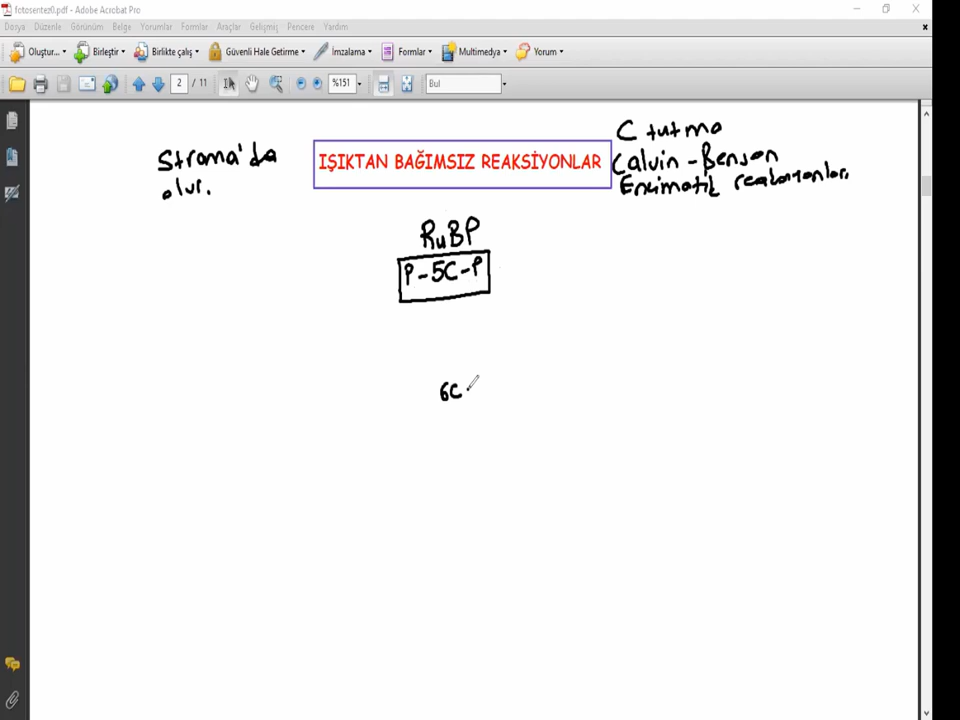 fotosentez0.pdf - Adobe Acrobat Pro
Dosya Düzenle Görünüm Belge Yorumlar Formlar Araçlar Gelişmiş Pencere Yardım
Oluştur... Birleştir Birlikte çalış Güvenli Hale Getirme İmzalama Formlar Multimedya Yorum
2 / 11 %151 Bul
C tutma
Stroma'da
olur.
IŞIKTAN BAĞIMSIZ REAKSİYONLAR
Calvin - Benson
Enzimatik reaksiyonlar.
RuBP
P-5C-P
6C